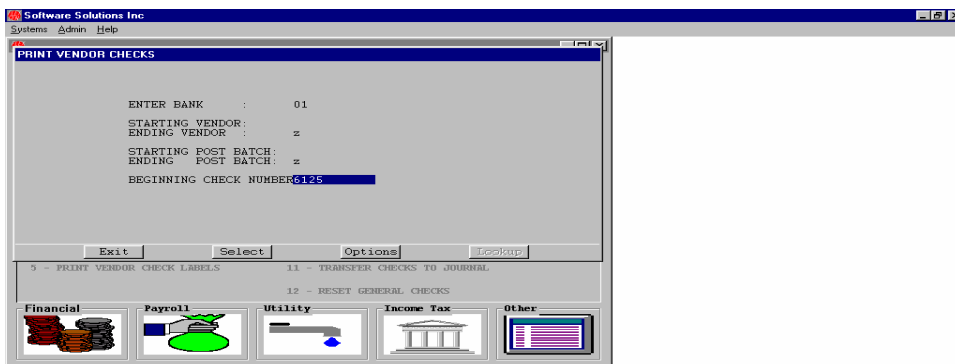 Software Solutions Inc
Systems Admin Help
PRINT VENDOR CHECKS
ENTER BANK : 01
STARTING VENDOR:
ENDING VENDOR : z
STARTING POST BATCH:
ENDING POST BATCH: z
BEGINNING CHECK NUMBER6125
Exit Select Options Lookup
5 - PRINT VENDOR CHECK LABELS 11 - TRANSFER CHECKS TO JOURNAL
12 - RESET GENERAL CHECKS
Financial Payroll Utility Income Tax Other